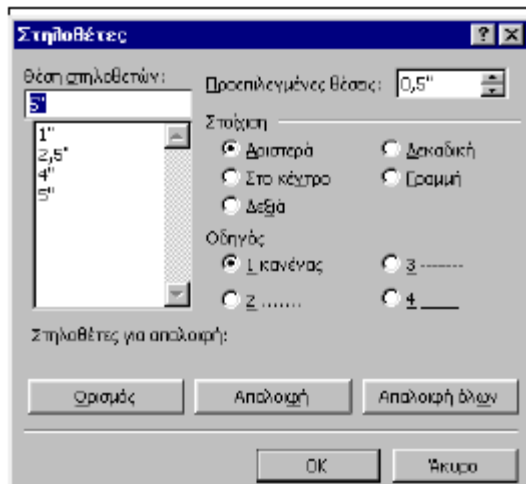 Στηλοθέτες
Θέση στηλοθετών:
Προεπιλεγμένες θέσεις: 0,5"
5"
1"
2,5"
4"
5"
Στοίχιση
Αριστερά
Δεκαδική
Στο κέντρο
Γραμμή
Δεξιά
Οδηγός
1 κανένας
3 -------
2 .......
4 ____
Στηλοθέτες για απαλοιφή:
Ορισμός
Απαλοιφή
Απαλοιφή όλων
OK
Άκυρο